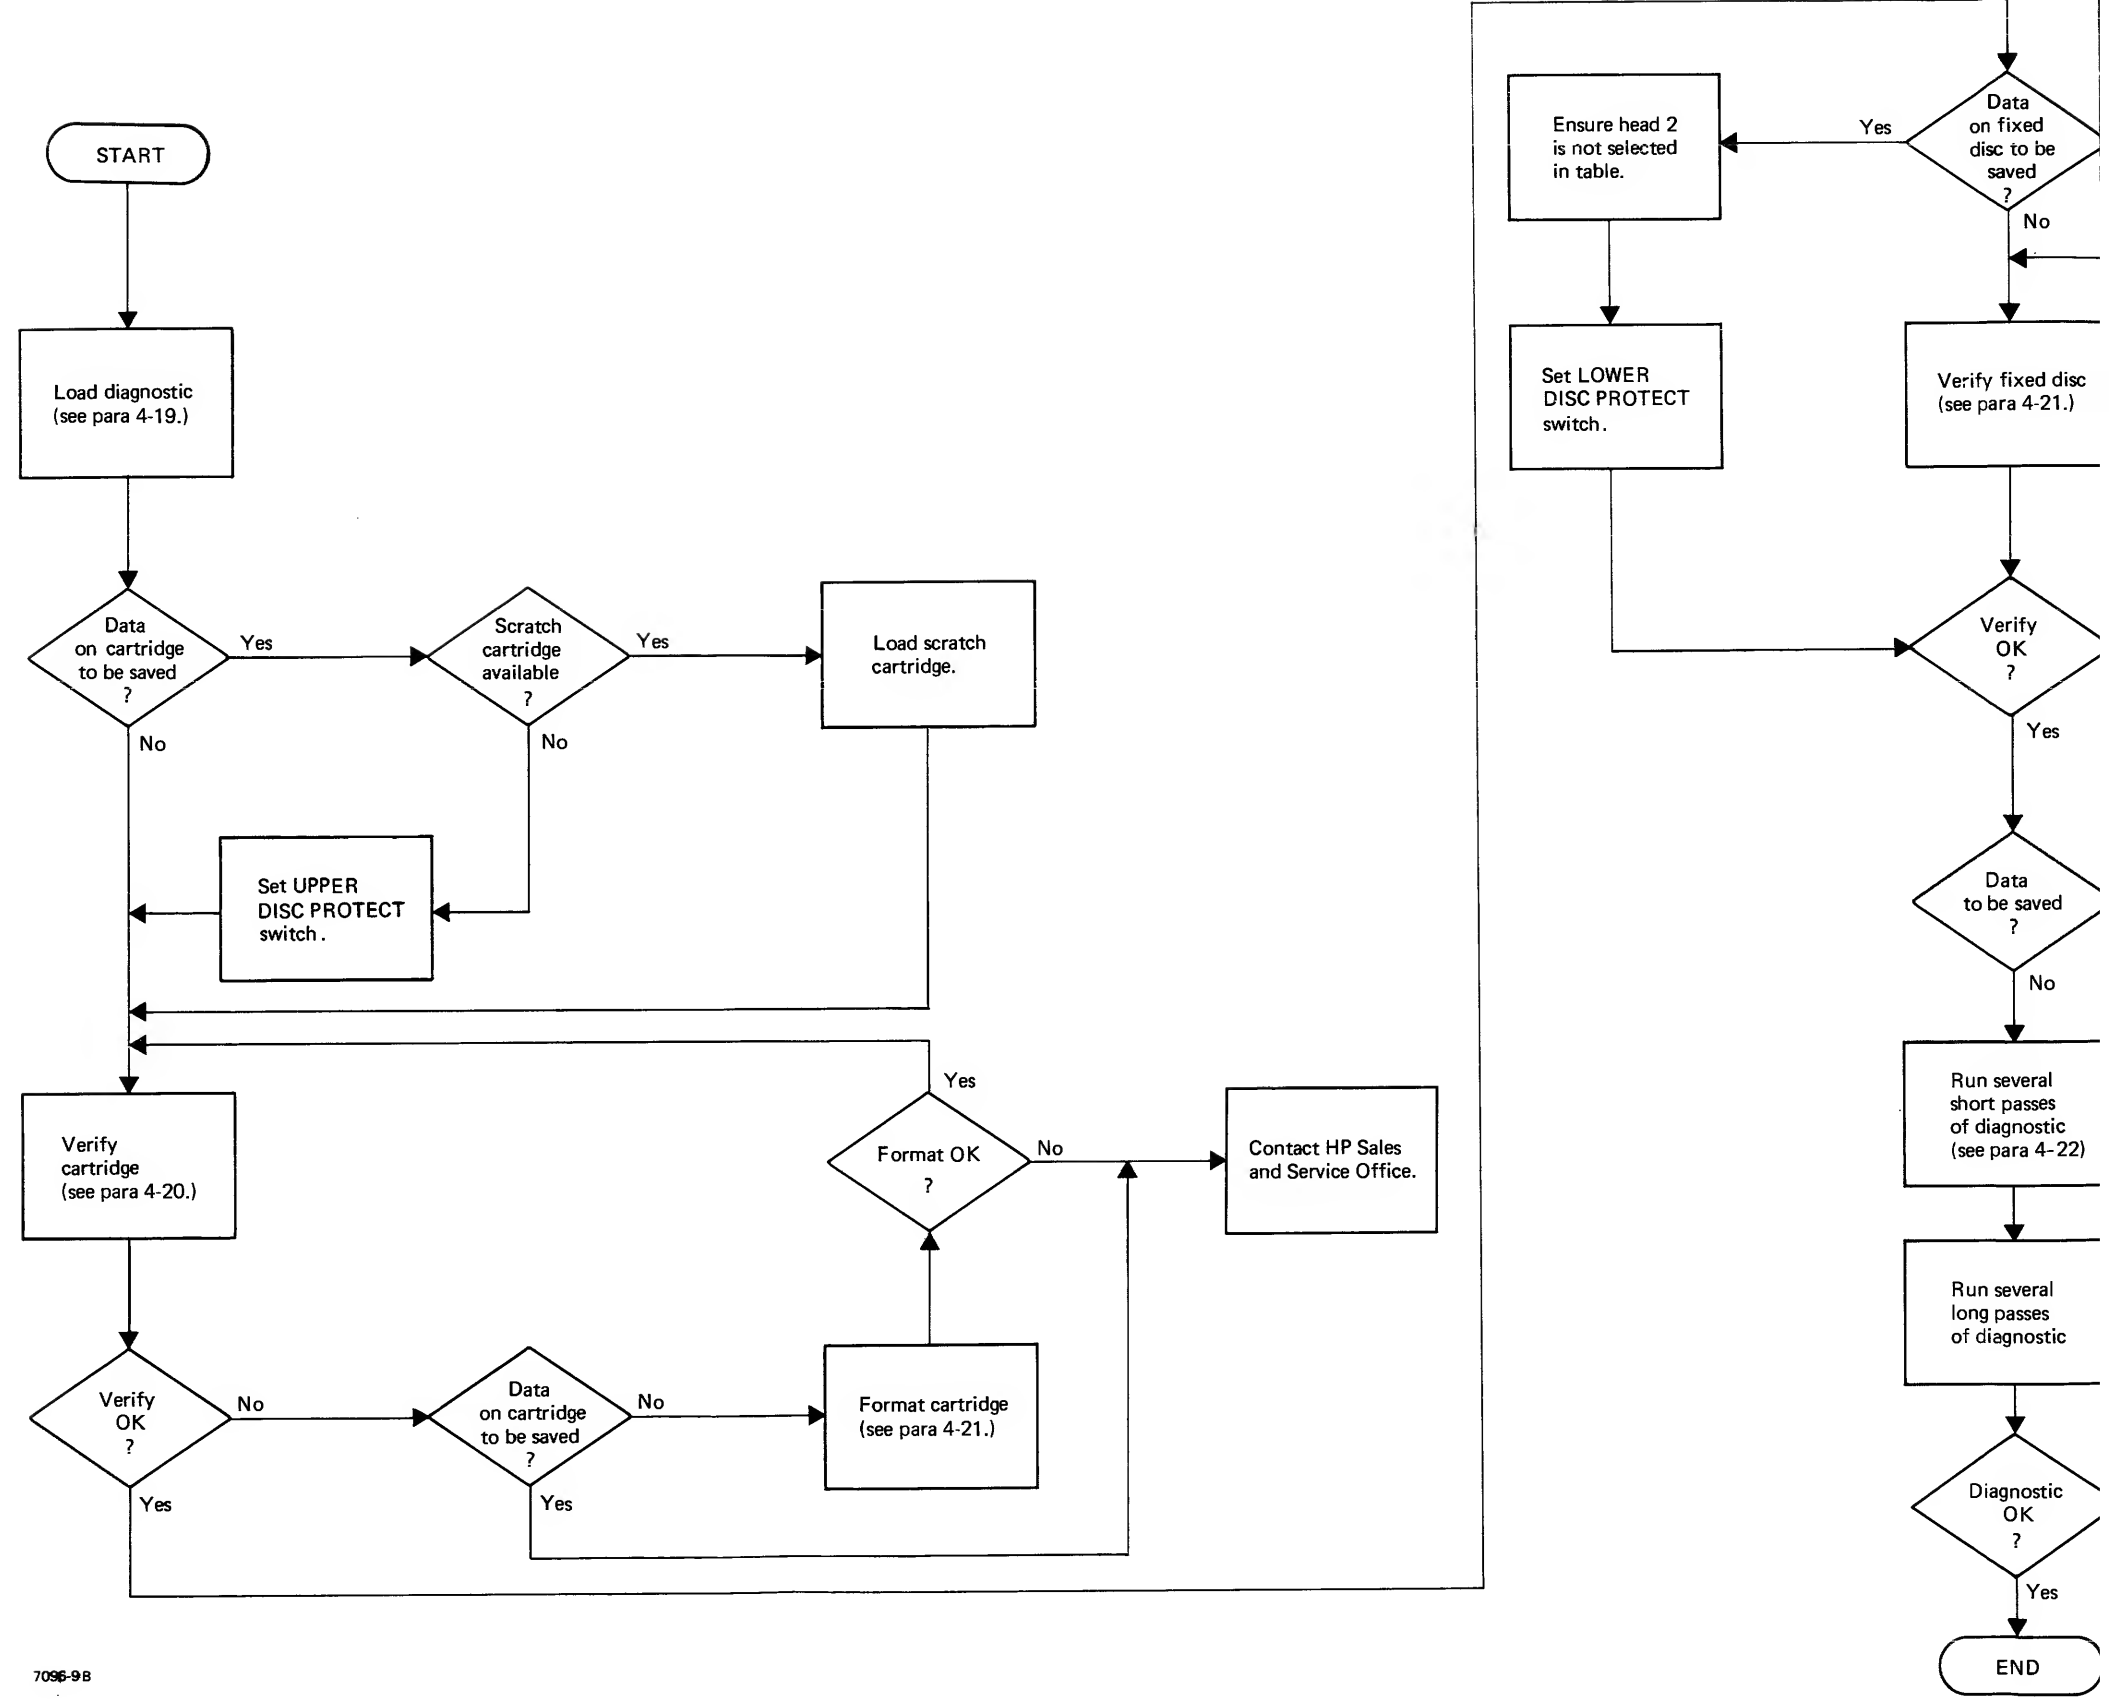 START
Load diagnostic
(see para 4-19.)
Data
on cartridge
to be saved
?
Yes
No
Scratch
cartridge
available
?
Yes
No
Load scratch
cartridge.
Set UPPER
DISC PROTECT
switch.
Verify
cartridge
(see para 4-20.)
Verify
OK
?
No
Yes
Data
on cartridge
to be saved
?
No
Yes
Format cartridge
(see para 4-21.)
Format OK
?
Yes
No
Contact HP Sales
and Service Office.
Data
on fixed
disc to be
saved
?
Yes
No
Ensure head 2
is not selected
in table.
Set LOWER
DISC PROTECT
switch.
Verify fixed disc
(see para 4-21.)
Verify
OK
?
Yes
Data
to be saved
?
No
Run several
short passes
of diagnostic
(see para 4-22)
Run several
long passes
of diagnostic
Diagnostic
OK
?
Yes
END